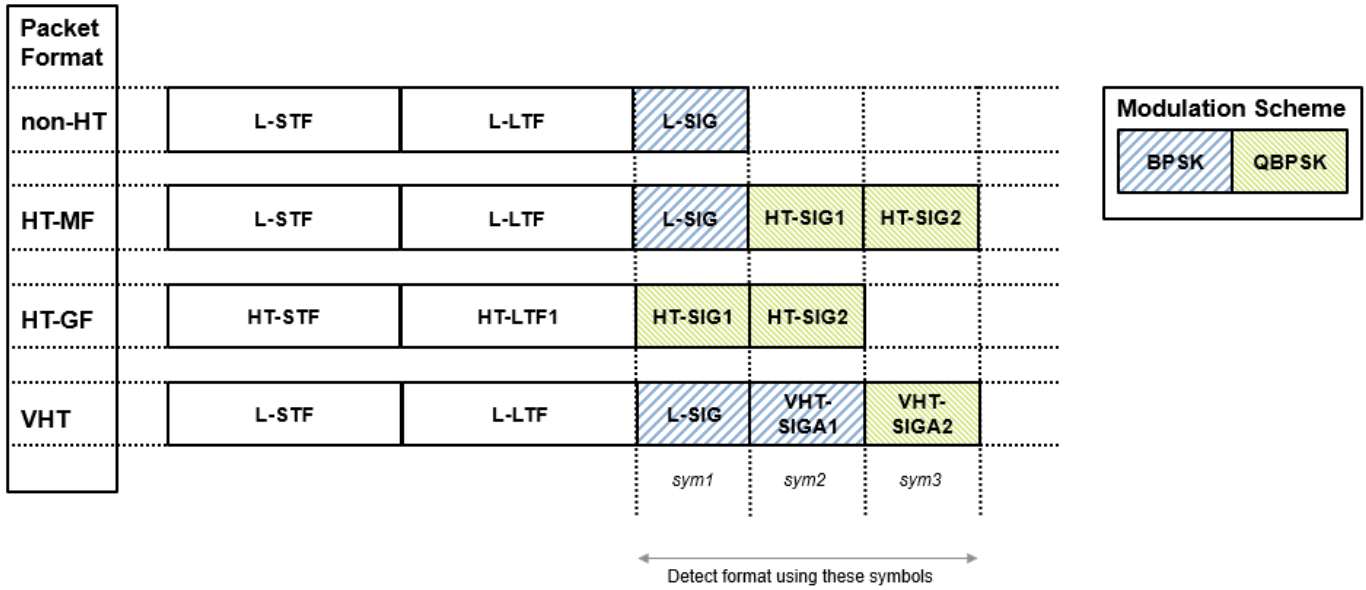 Packet
Format
non-HT
L-STF
L-LTF
L-SIG
Modulation Scheme
BPSK
QBPSK
HT-MF
L-STF
L-LTF
L-SIG
HT-SIG1
HT-SIG2
HT-GF
HT-STF
HT-LTF1
HT-SIG1
HT-SIG2
VHT
L-STF
L-LTF
L-SIG
VHT-
SIGA1
VHT-
SIGA2
sym1
sym2
sym3
Detect format using these symbols